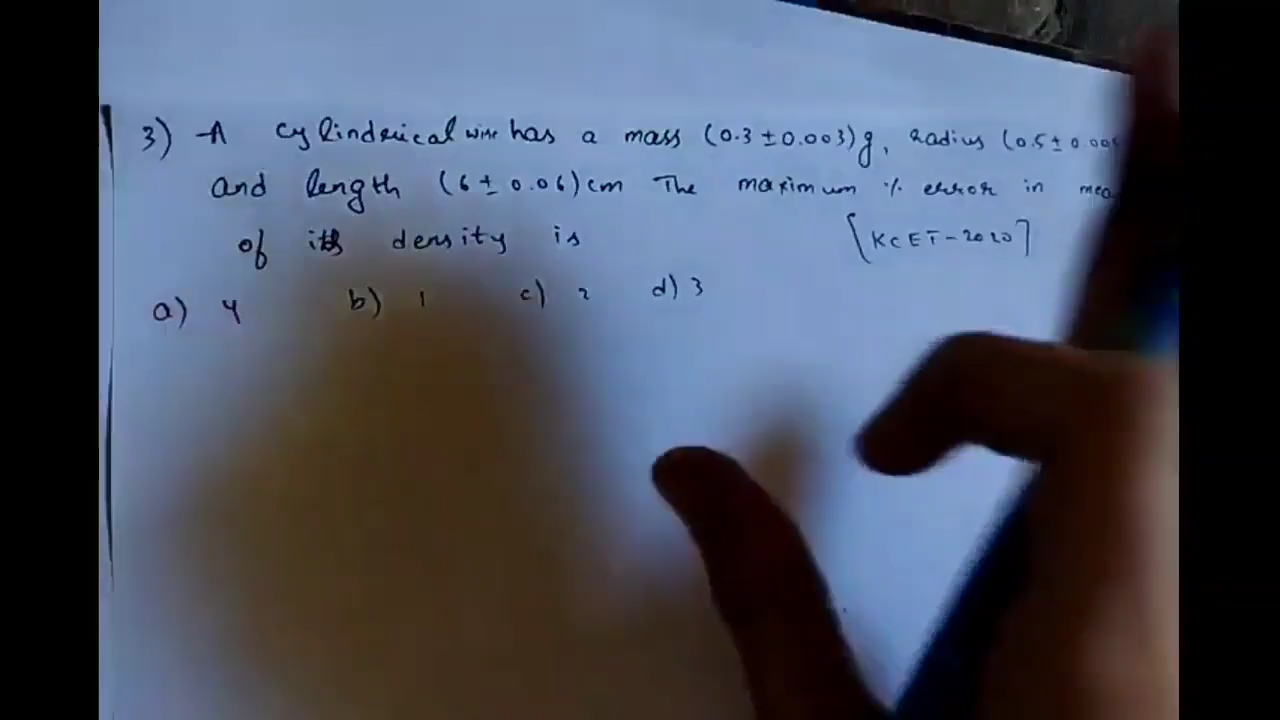 3) A cylindrical wire has a mass (0.3 ± 0.003)g, radius (0.5 ± 0.005
and length (6 ± 0.06) cm The maximum % error in mea
of its density is [KCET-2020]
a) 4 b) 1 c) 2 d) 3